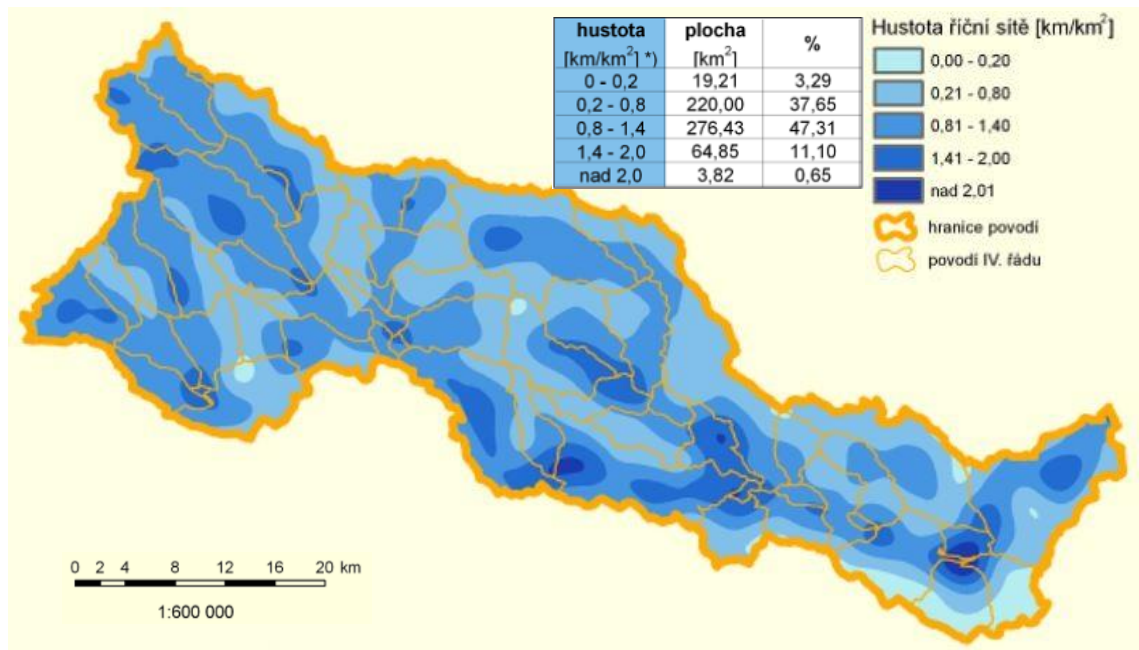 hustota plocha %
[km/km²] *) [km²]
0 - 0,2 19,21 3,29
0,2 - 0,8 220,00 37,65
0,8 - 1,4 276,43 47,31
1,4 - 2,0 64,85 11,10
nad 2,0 3,82 0,65
Hustota říční sítě [km/km²]
0,00 - 0,20
0,21 - 0,80
0,81 - 1,40
1,41 - 2,00
nad 2,01
hranice povodí
povodí IV. řádu
0 2 4 8 12 16 20 km
1:600 000